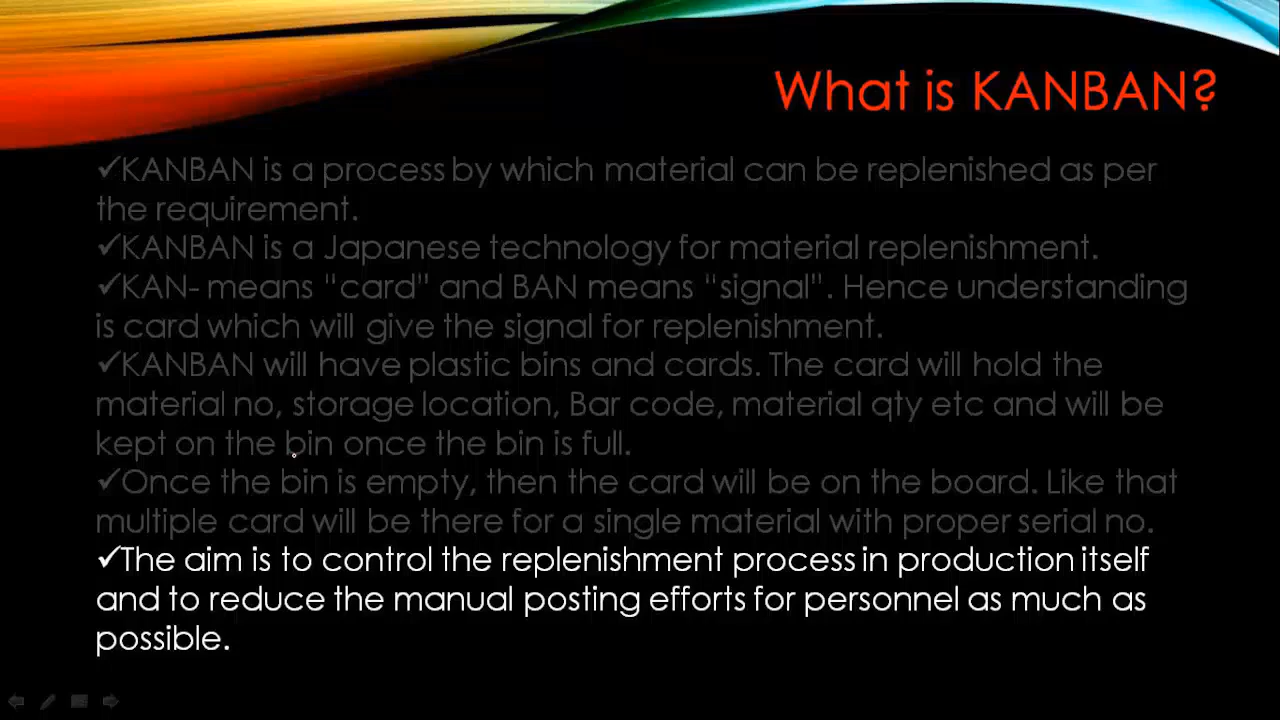 What is KANBAN?
✓KANBAN is a process by which material can be replenished as per
the requirement.
✓KANBAN is a Japanese technology for material replenishment.
✓KAN- means "card" and BAN means "signal". Hence understanding
is card which will give the signal for replenishment.
✓KANBAN will have plastic bins and cards. The card will hold the
material no, storage location, Bar code, material qty etc and will be
kept on the bin once the bin is full.
✓Once the bin is empty, then the card will be on the board. Like that
multiple card will be there for a single material with proper serial no.
✓The aim is to control the replenishment process in production itself
and to reduce the manual posting efforts for personnel as much as
possible.